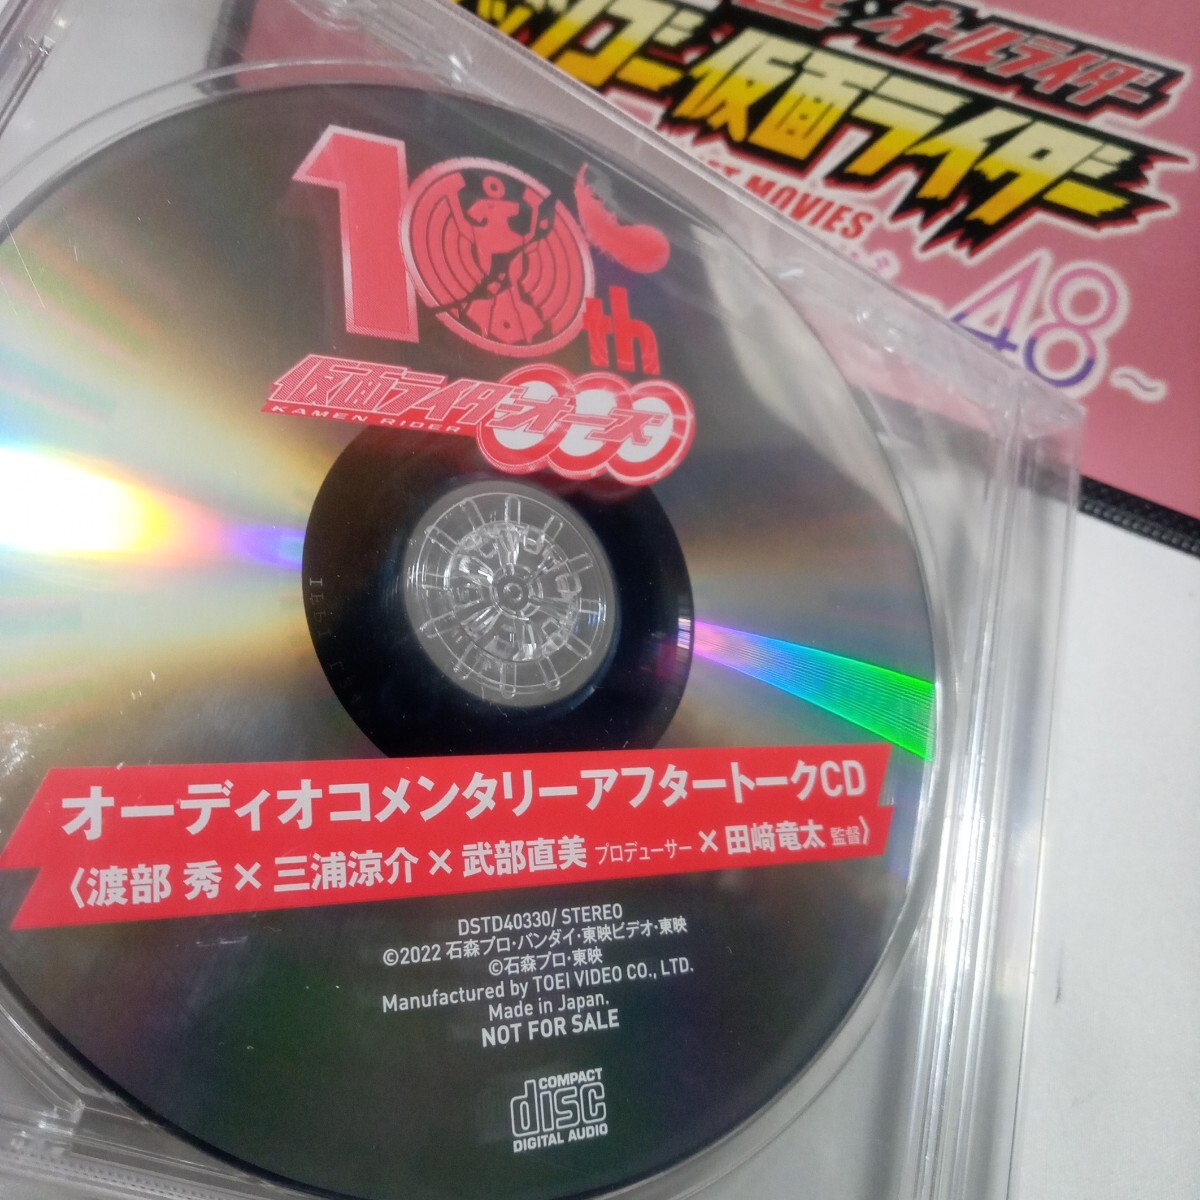 オールライダー
仮面ライダー
MOVIES
48~
10th
仮面ライダーオーズ
KAMEN RIDER
オーディオコメンタリーアフタートークCD
〈渡部 秀×三浦涼介×武部直美 プロデューサー×田﨑竜太 監督〉
DSTD40330/ STEREO
©2022 石森プロ・バンダイ・東映ビデオ・東映
©石森プロ・東映
Manufactured by TOEI VIDEO CO., LTD.
Made in Japan.
NOT FOR SALE
COMPACT
disc
DIGITAL AUDIO